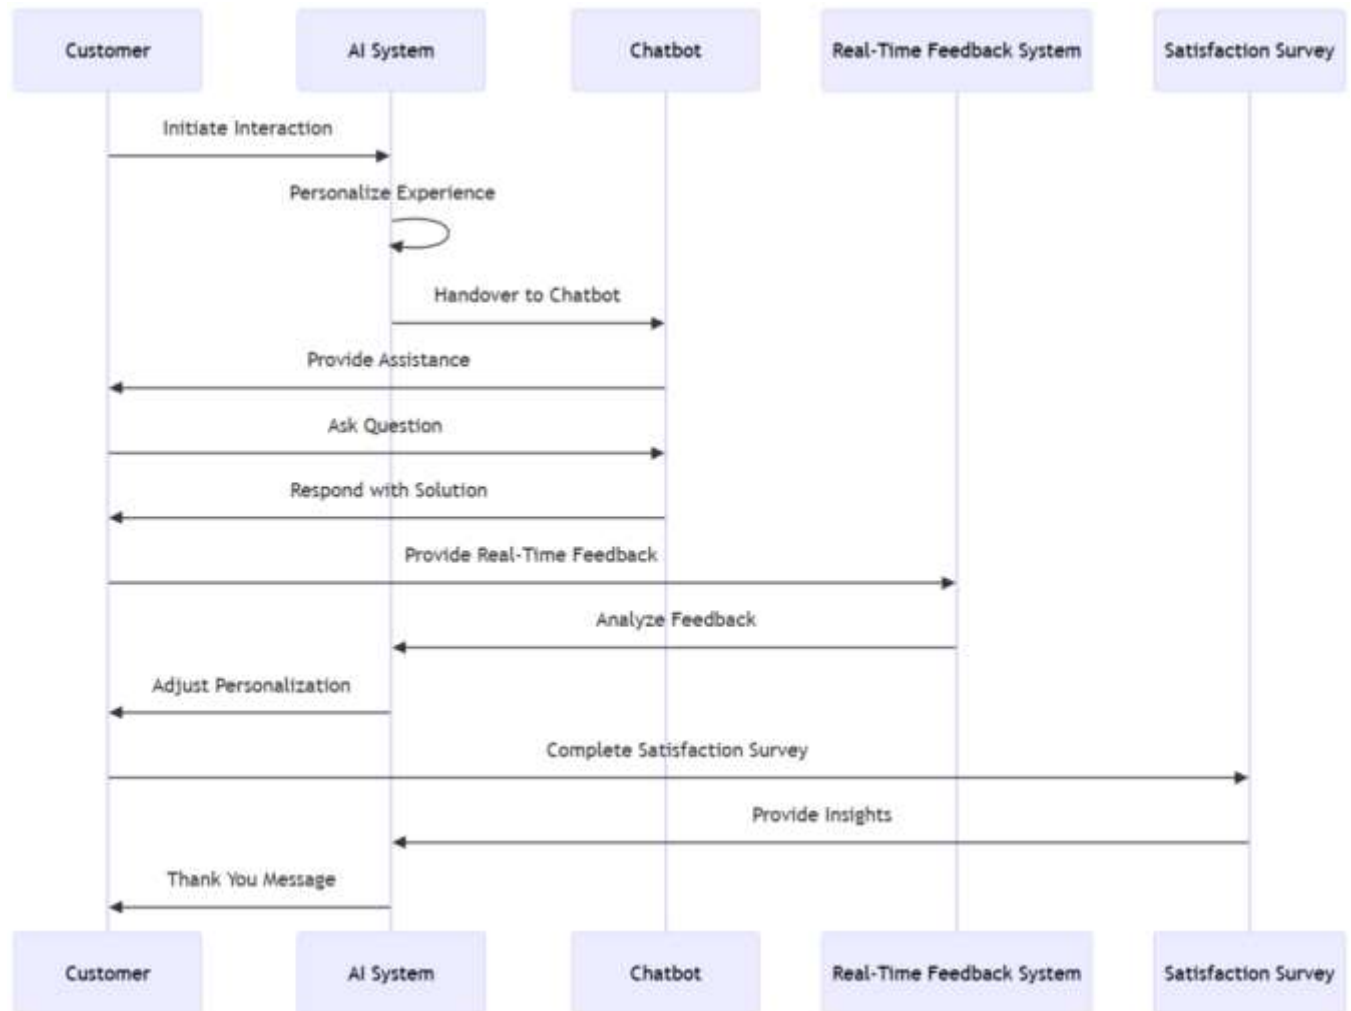 Customer
AI System
Chatbot
Real-Time Feedback System
Satisfaction Survey
Initiate Interaction
Personalize Experience
Handover to Chatbot
Provide Assistance
Ask Question
Respond with Solution
Provide Real-Time Feedback
Analyze Feedback
Adjust Personalization
Complete Satisfaction Survey
Provide Insights
Thank You Message
Customer
AI System
Chatbot
Real-Time Feedback System
Satisfaction Survey